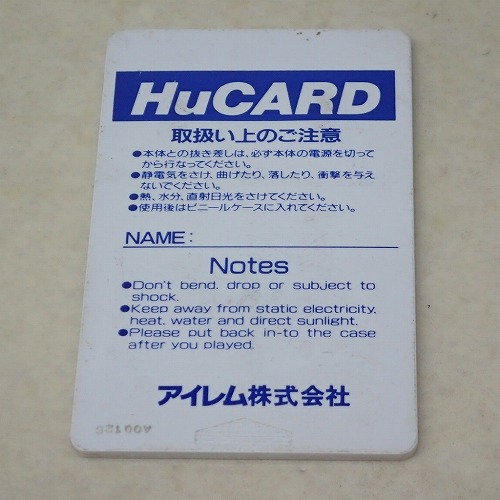 HuCARD
取扱い上のご注意
●本体との抜き差しは、必ず本体の電源を切って
から行なってください。
●静電気をさけ、曲げたり、落したり、衝撃を与え
ないでください。
●熱、水分、直射日光をさけてください。
●使用後はビニールケースに入れてください。
NAME:
Notes
●Don't bend, drop or subject to
shock.
●Keep away from static electricity,
heat, water and direct sunlight.
●Please put back in-to the case
after you played.
アイレム株式会社
A00125